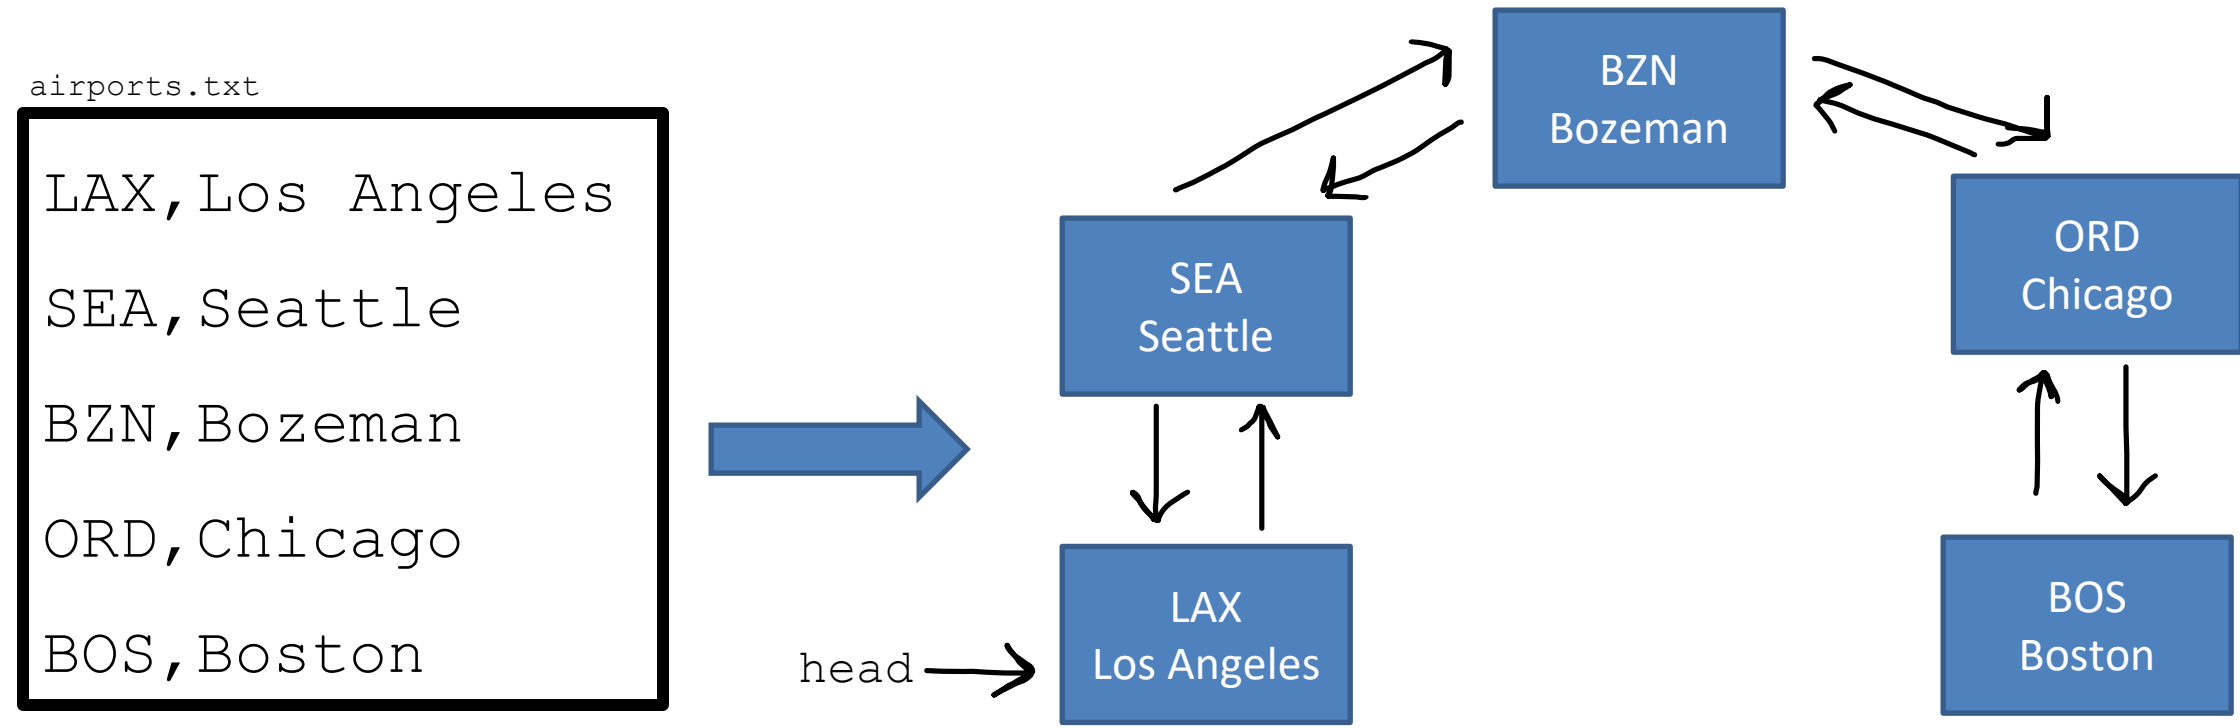 airports.txt
LAX,Los Angeles
SEA,Seattle
BZN,Bozeman
ORD,Chicago
BOS,Boston
BZN
Bozeman
SEA
Seattle
ORD
Chicago
head
LAX
Los Angeles
BOS
Boston